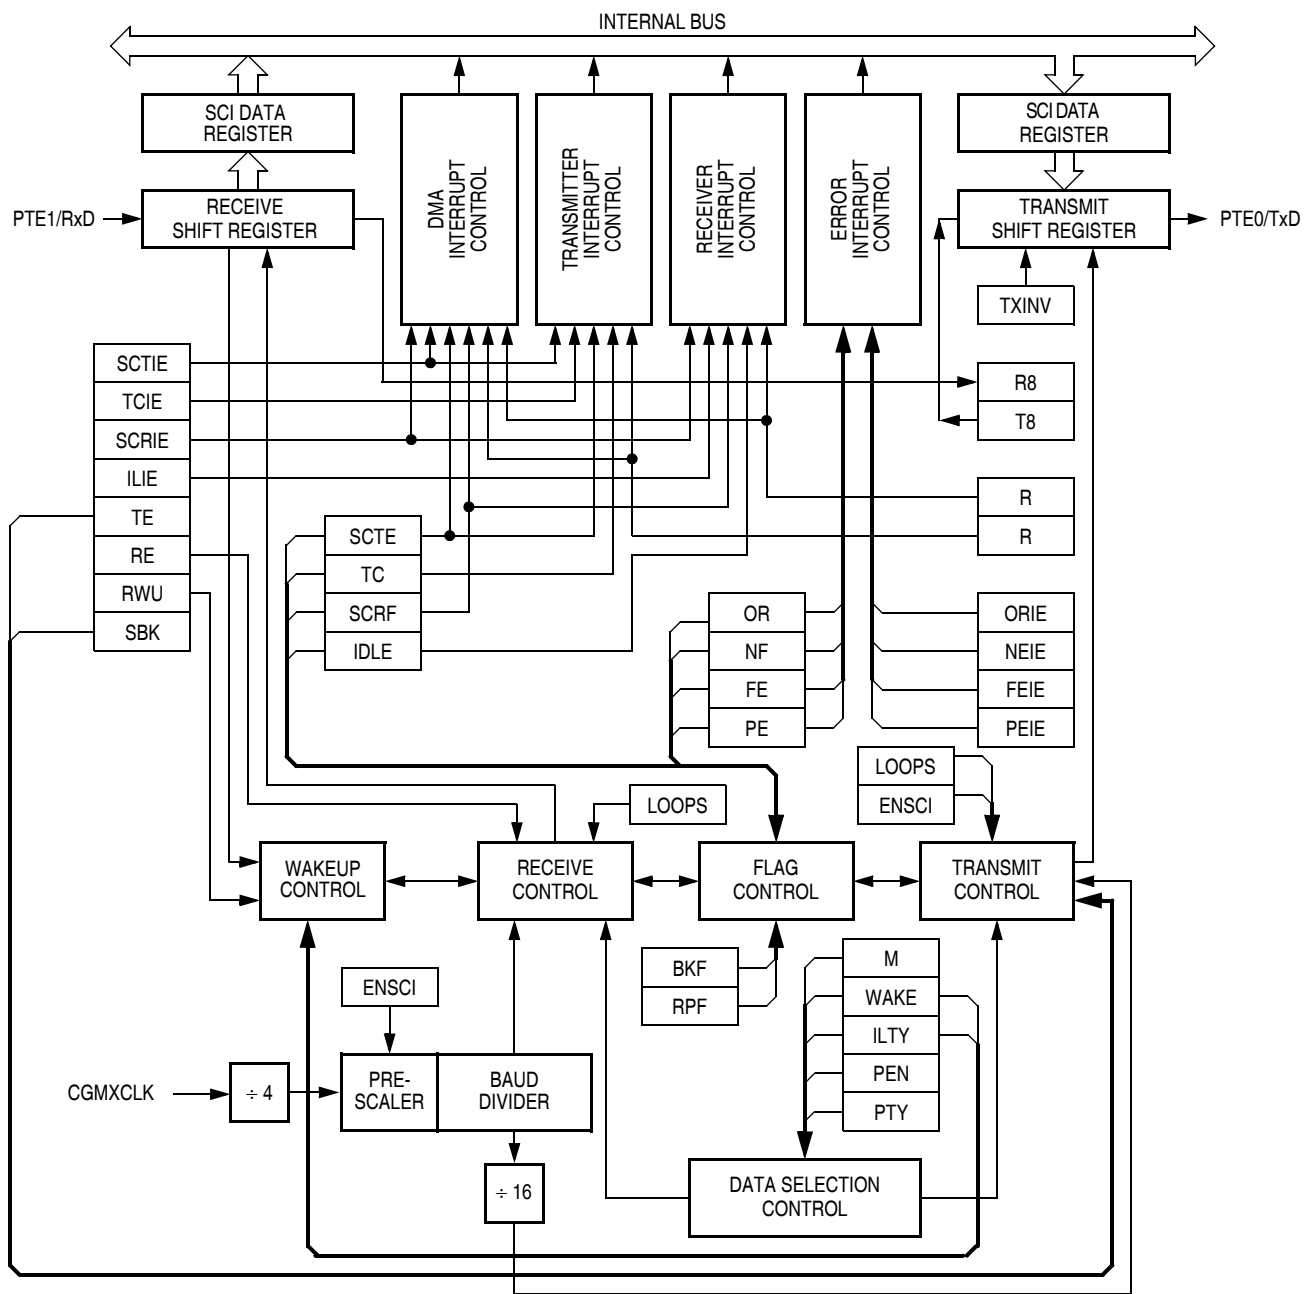 INTERNAL BUS
SCI DATA
REGISTER
DMA
INTERRUPT
CONTROL
TRANSMITTER
INTERRUPT
CONTROL
RECEIVER
INTERRUPT
CONTROL
ERROR
INTERRUPT
CONTROL
SCI DATA
REGISTER
PTE1/RxD
RECEIVE
SHIFT REGISTER
TRANSMIT
SHIFT REGISTER
PTE0/TxD
TXINV
SCTIE
TCIE
SCRIE
ILIE
TE
RE
RWU
SBK
R8
T8
R
R
SCTE
TC
SCRF
IDLE
OR
NF
FE
PE
ORIE
NEIE
FEIE
PEIE
LOOPS
ENSCI
LOOPS
WAKEUP
CONTROL
RECEIVE
CONTROL
FLAG
CONTROL
TRANSMIT
CONTROL
BKF
RPF
M
WAKE
ILTY
PEN
PTY
ENSCI
CGMXCLK
÷ 4
PRE-
SCALER
BAUD
DIVIDER
÷ 16
DATA SELECTION
CONTROL